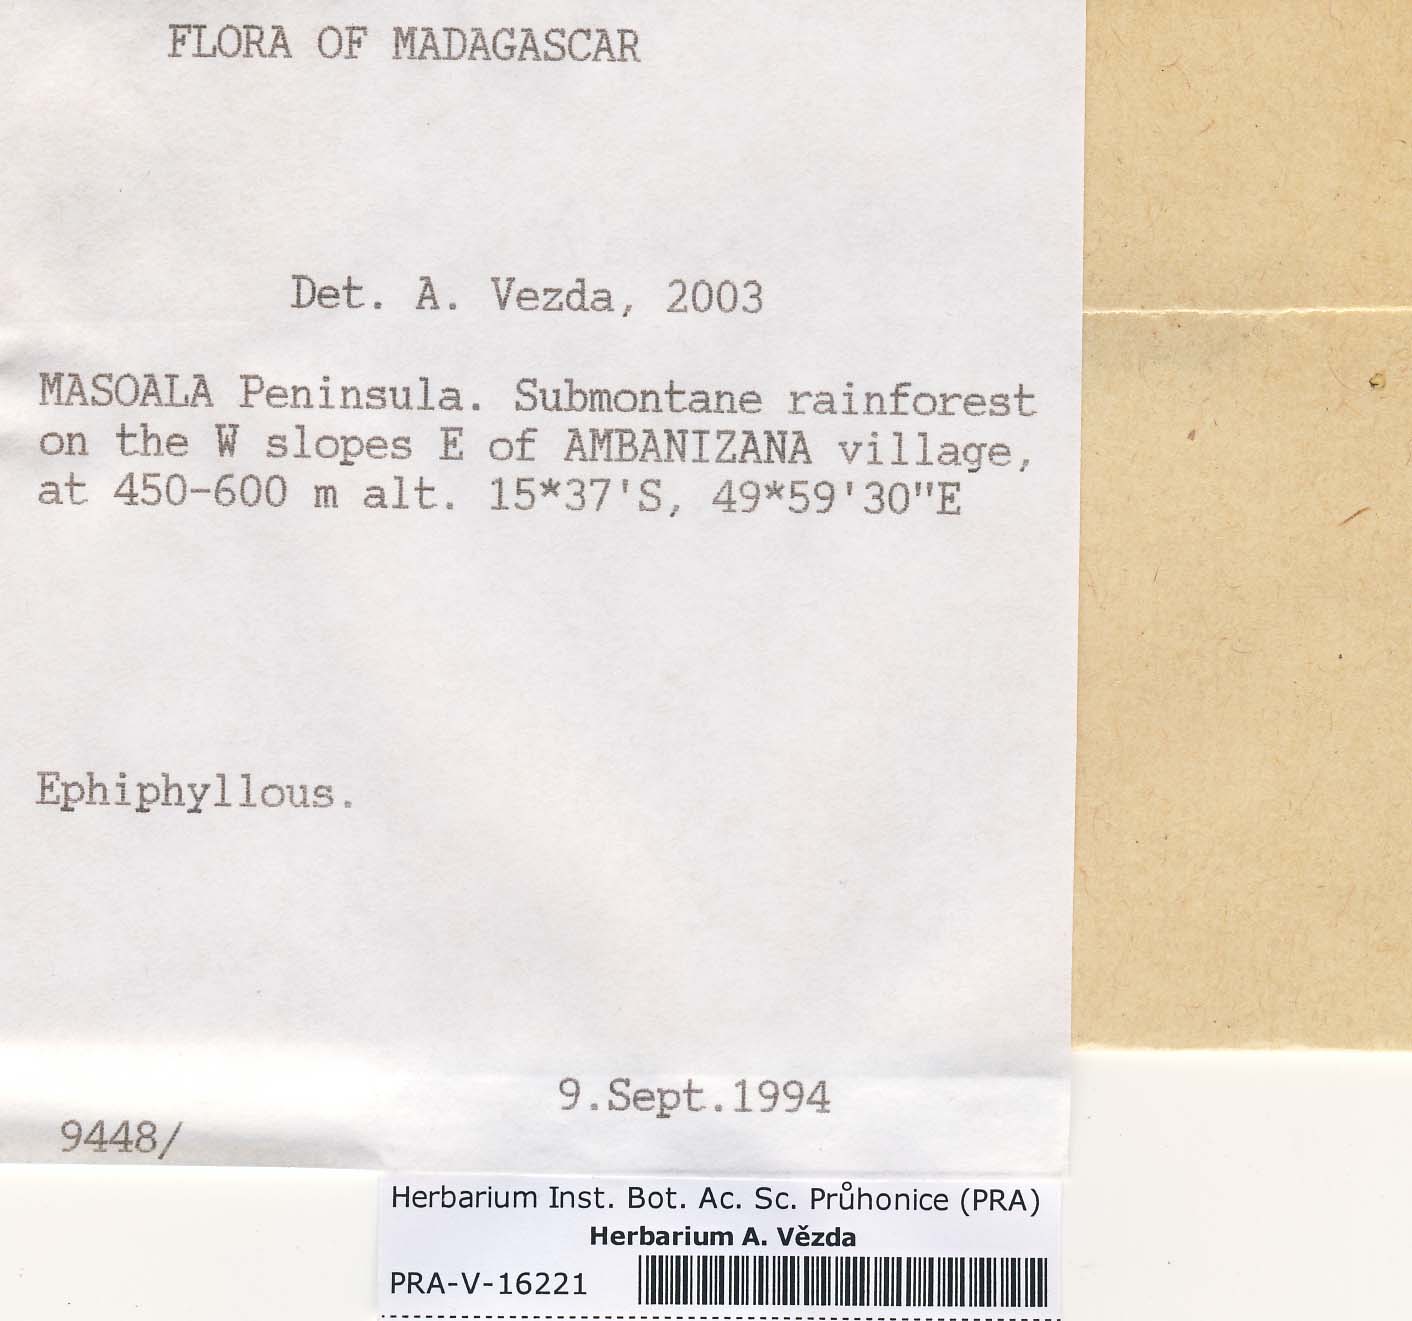 FLORA OF MADAGASCAR
Det. A. Vezda, 2003
MASOALA Peninsula. Submontane rainforest
on the W slopes E of AMBANIZANA village,
at 450-600 m alt. 15*37'S, 49*59'30"E
Ephiphyllous.
9.Sept.1994
9448/
Herbarium Inst. Bot. Ac. Sc. Průhonice (PRA)
Herbarium A. Vězda
PRA-V-16221